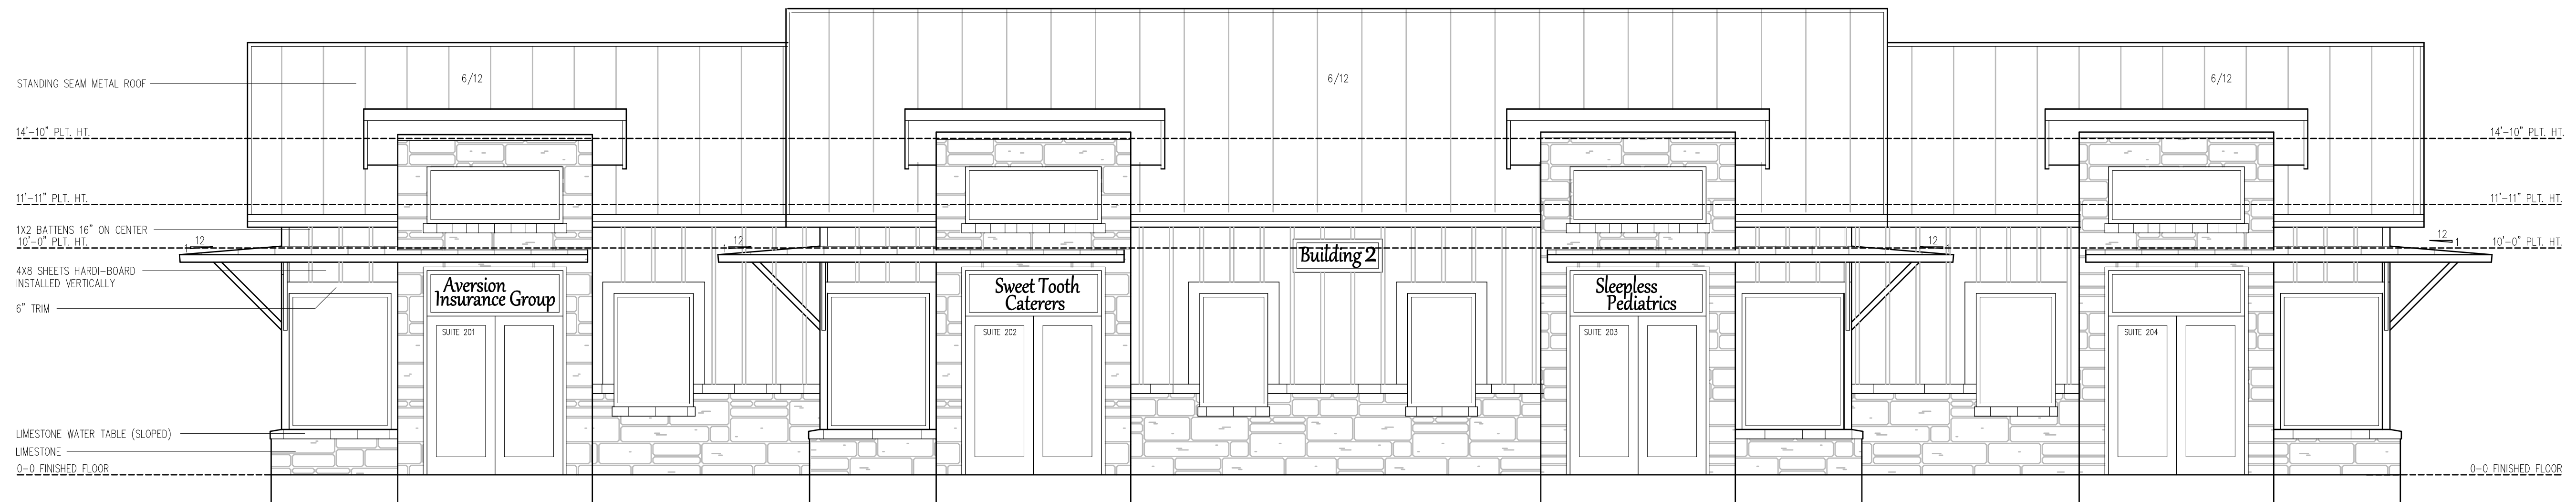 6/12
6/12
6/12
STANDING SEAM METAL ROOF
14'-10" PLT. HT.
14'-10" PLT. HT.
11'-11" PLT. HT.
11'-11" PLT. HT.
1X2 BATTENS 16" ON CENTER
10'-0" PLT. HT.
10'-0" PLT. HT.
12
1
12
1
12
1
12
1
Building 2
4X8 SHEETS HARDI-BOARD
INSTALLED VERTICALLY
6" TRIM
Aversion
Insurance Group
Sweet Tooth
Caterers
Sleepless
Pediatrics
SUITE 201
SUITE 202
SUITE 203
SUITE 204
LIMESTONE WATER TABLE (SLOPED)
LIMESTONE
0-0 FINISHED FLOOR
0-0 FINISHED FLOOR